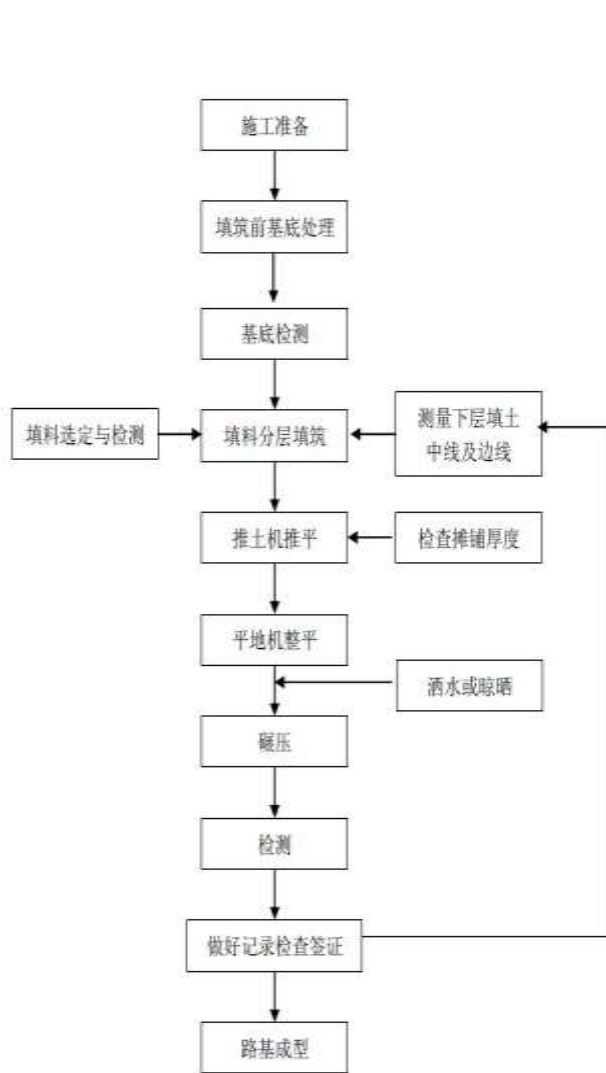 施工准备
填筑前基底处理
基底检测
填料选定与检测
填料分层填筑
测量下层填土
中线及边线
推土机推平
检查摊铺厚度
平地机整平
洒水或晾晒
碾压
检测
做好记录检查签证
路基成型